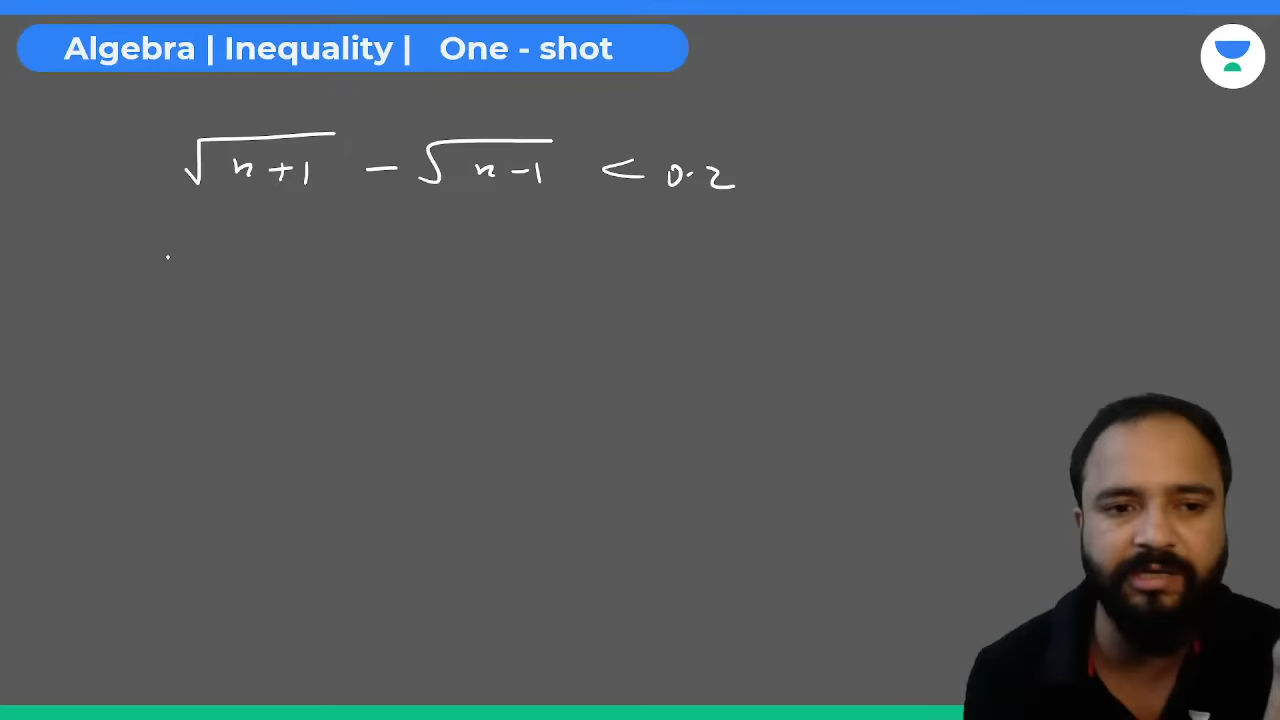 Algebra | Inequality | One - shot
√(n+1) - √(n-1) < 0.2